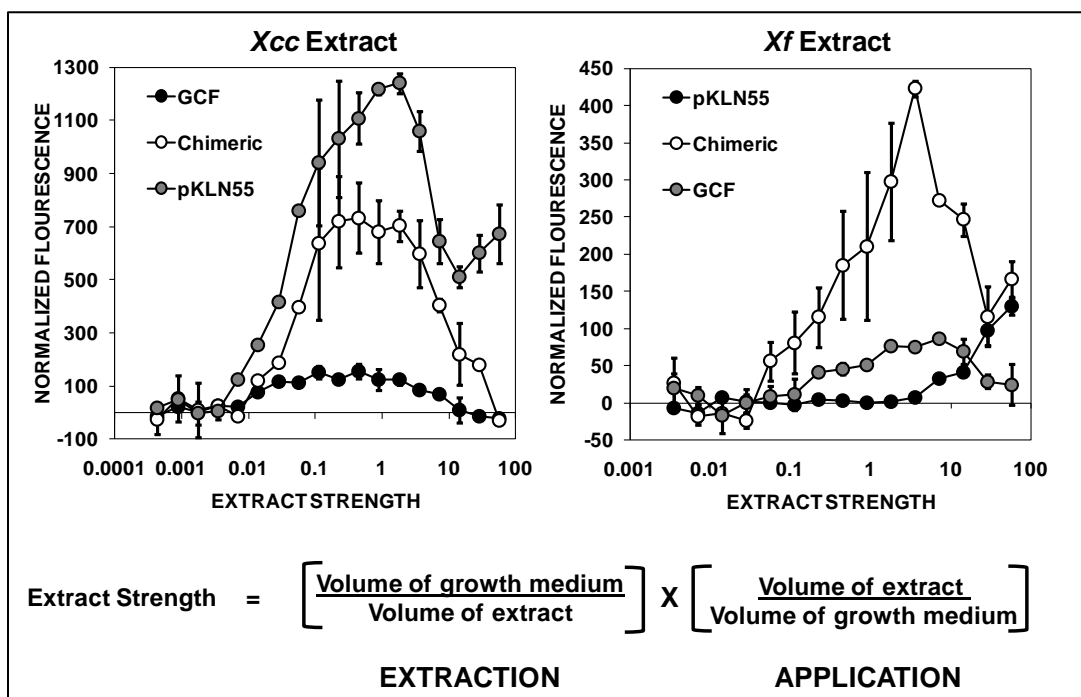 Xcc Extract
1300
1100
900
700
500
300
100
-100
NORMALIZED FLOURESCENCE
GCF
Chimeric
pKLN55
0.0001 0.001 0.01 0.1 1 10 100
EXTRACT STRENGTH
Xf Extract
450
400
350
300
250
200
150
100
50
0
-50
NORMALIZED FLOURESCENCE
pKLN55
Chimeric
GCF
0.001 0.01 0.1 1 10 100
EXTRACT STRENGTH
Extract Strength = [Volume of growth medium
Volume of extract] X [Volume of extract
Volume of growth medium]
EXTRACTION APPLICATION